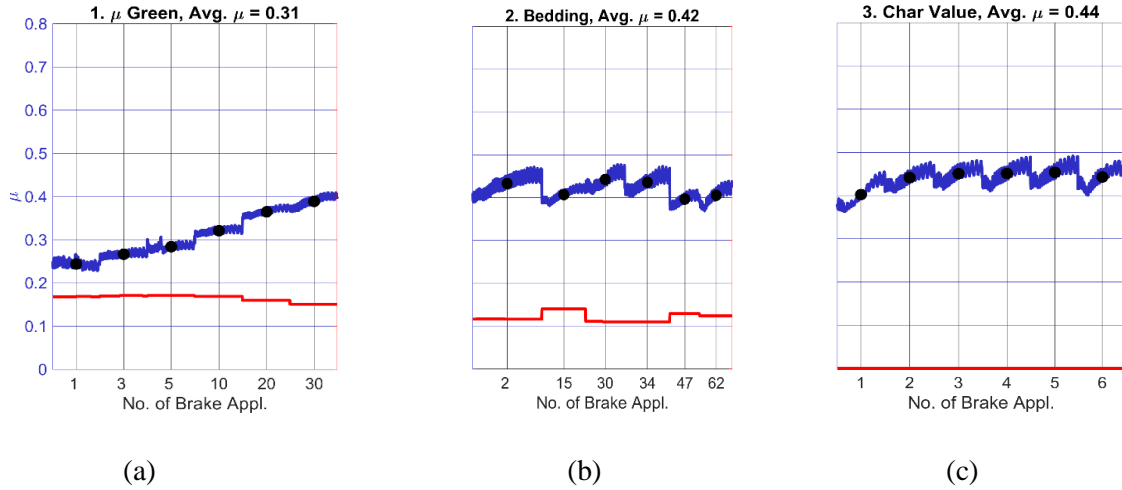 1. μ Green, Avg. μ = 0.31
0.8
0.7
0.6
0.5
0.4
0.3
0.2
0.1
0
μ
1 3 5 10 20 30
No. of Brake Appl.
(a)
2. Bedding, Avg. μ = 0.42
2 15 30 34 47 62
No. of Brake Appl.
(b)
3. Char Value, Avg. μ = 0.44
1 2 3 4 5 6
No. of Brake Appl.
(c)